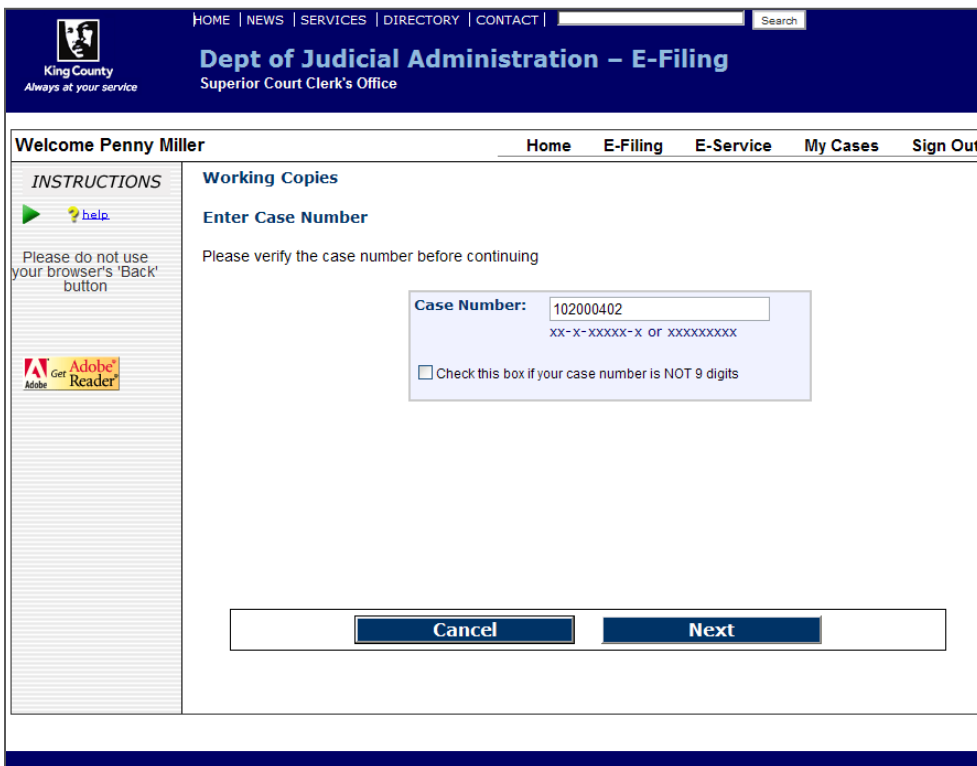 HOME | NEWS | SERVICES | DIRECTORY | CONTACT |
Search
King County
Always at your service
Dept of Judicial Administration – E-Filing
Superior Court Clerk's Office
Welcome Penny Miller
Home E-Filing E-Service My Cases Sign Out
INSTRUCTIONS
help
Please do not use
your browser's 'Back'
button
Adobe
Get Adobe®
Reader®
Working Copies
Enter Case Number
Please verify the case number before continuing
Case Number: 102000402
xx-x-xxxxx-x or xxxxxxxxx
Check this box if your case number is NOT 9 digits
Cancel Next